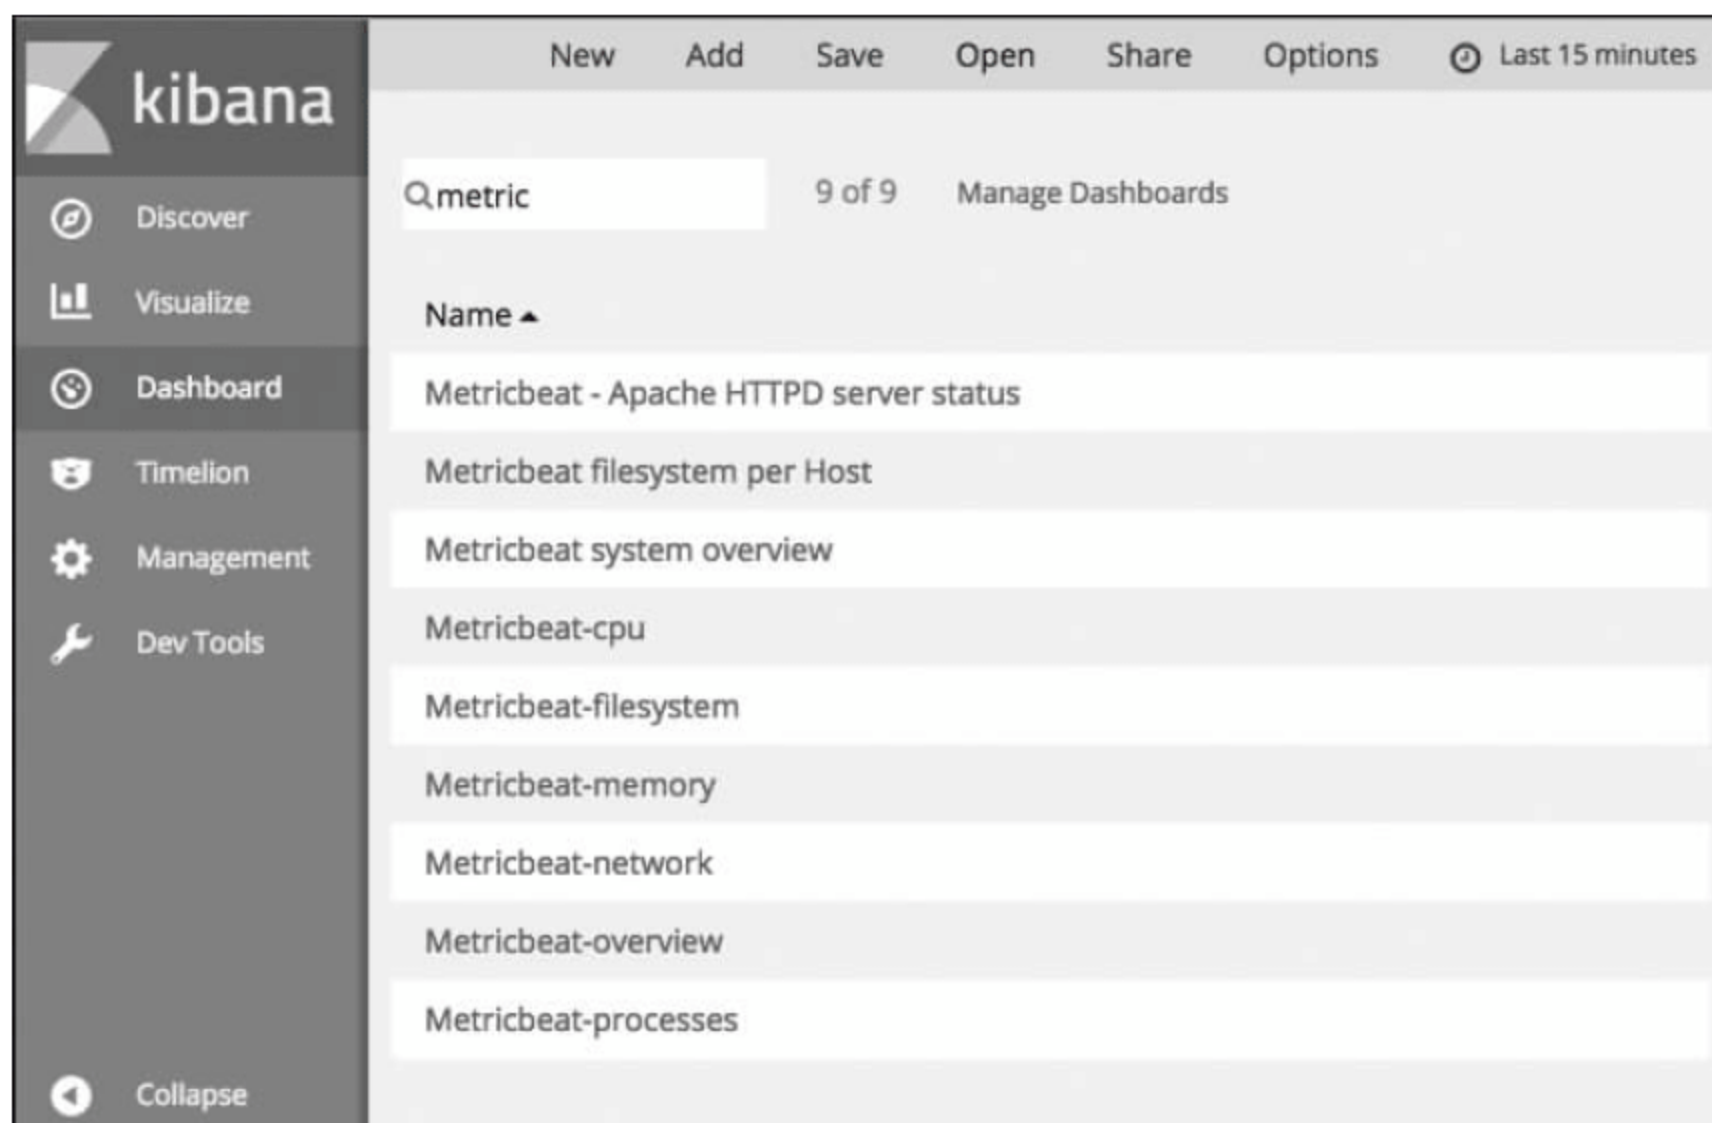 kibana
New Add Save Open Share Options Last 15 minutes
Discover
Visualize
Dashboard
Timelion
Management
Dev Tools
Collapse
metric 9 of 9 Manage Dashboards
Name
Metricbeat - Apache HTTPD server status
Metricbeat filesystem per Host
Metricbeat system overview
Metricbeat-cpu
Metricbeat-filesystem
Metricbeat-memory
Metricbeat-network
Metricbeat-overview
Metricbeat-processes